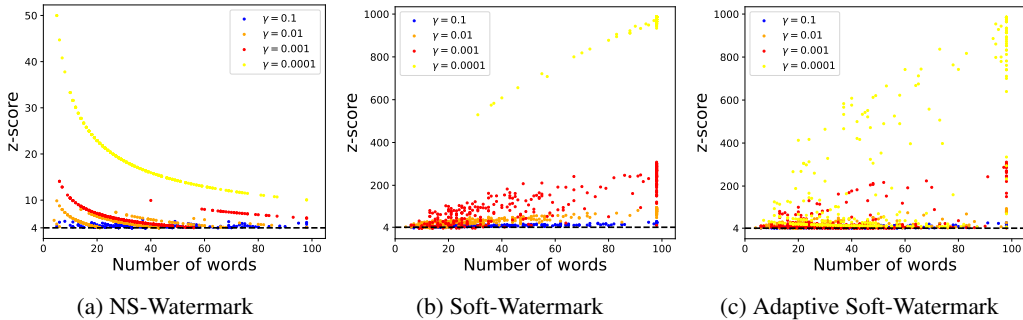 z-score
50
40
30
20
10
4
γ = 0.1
γ = 0.01
γ = 0.001
γ = 0.0001
0 20 40 60 80 100
Number of words
(a) NS-Watermark
z-score
1000
800
600
400
200
4
γ = 0.1
γ = 0.01
γ = 0.001
γ = 0.0001
0 20 40 60 80 100
Number of words
(b) Soft-Watermark
z-score
1000
800
600
400
200
4
γ = 0.1
γ = 0.01
γ = 0.001
γ = 0.0001
0 20 40 60 80 100
Number of words
(c) Adaptive Soft-Watermark